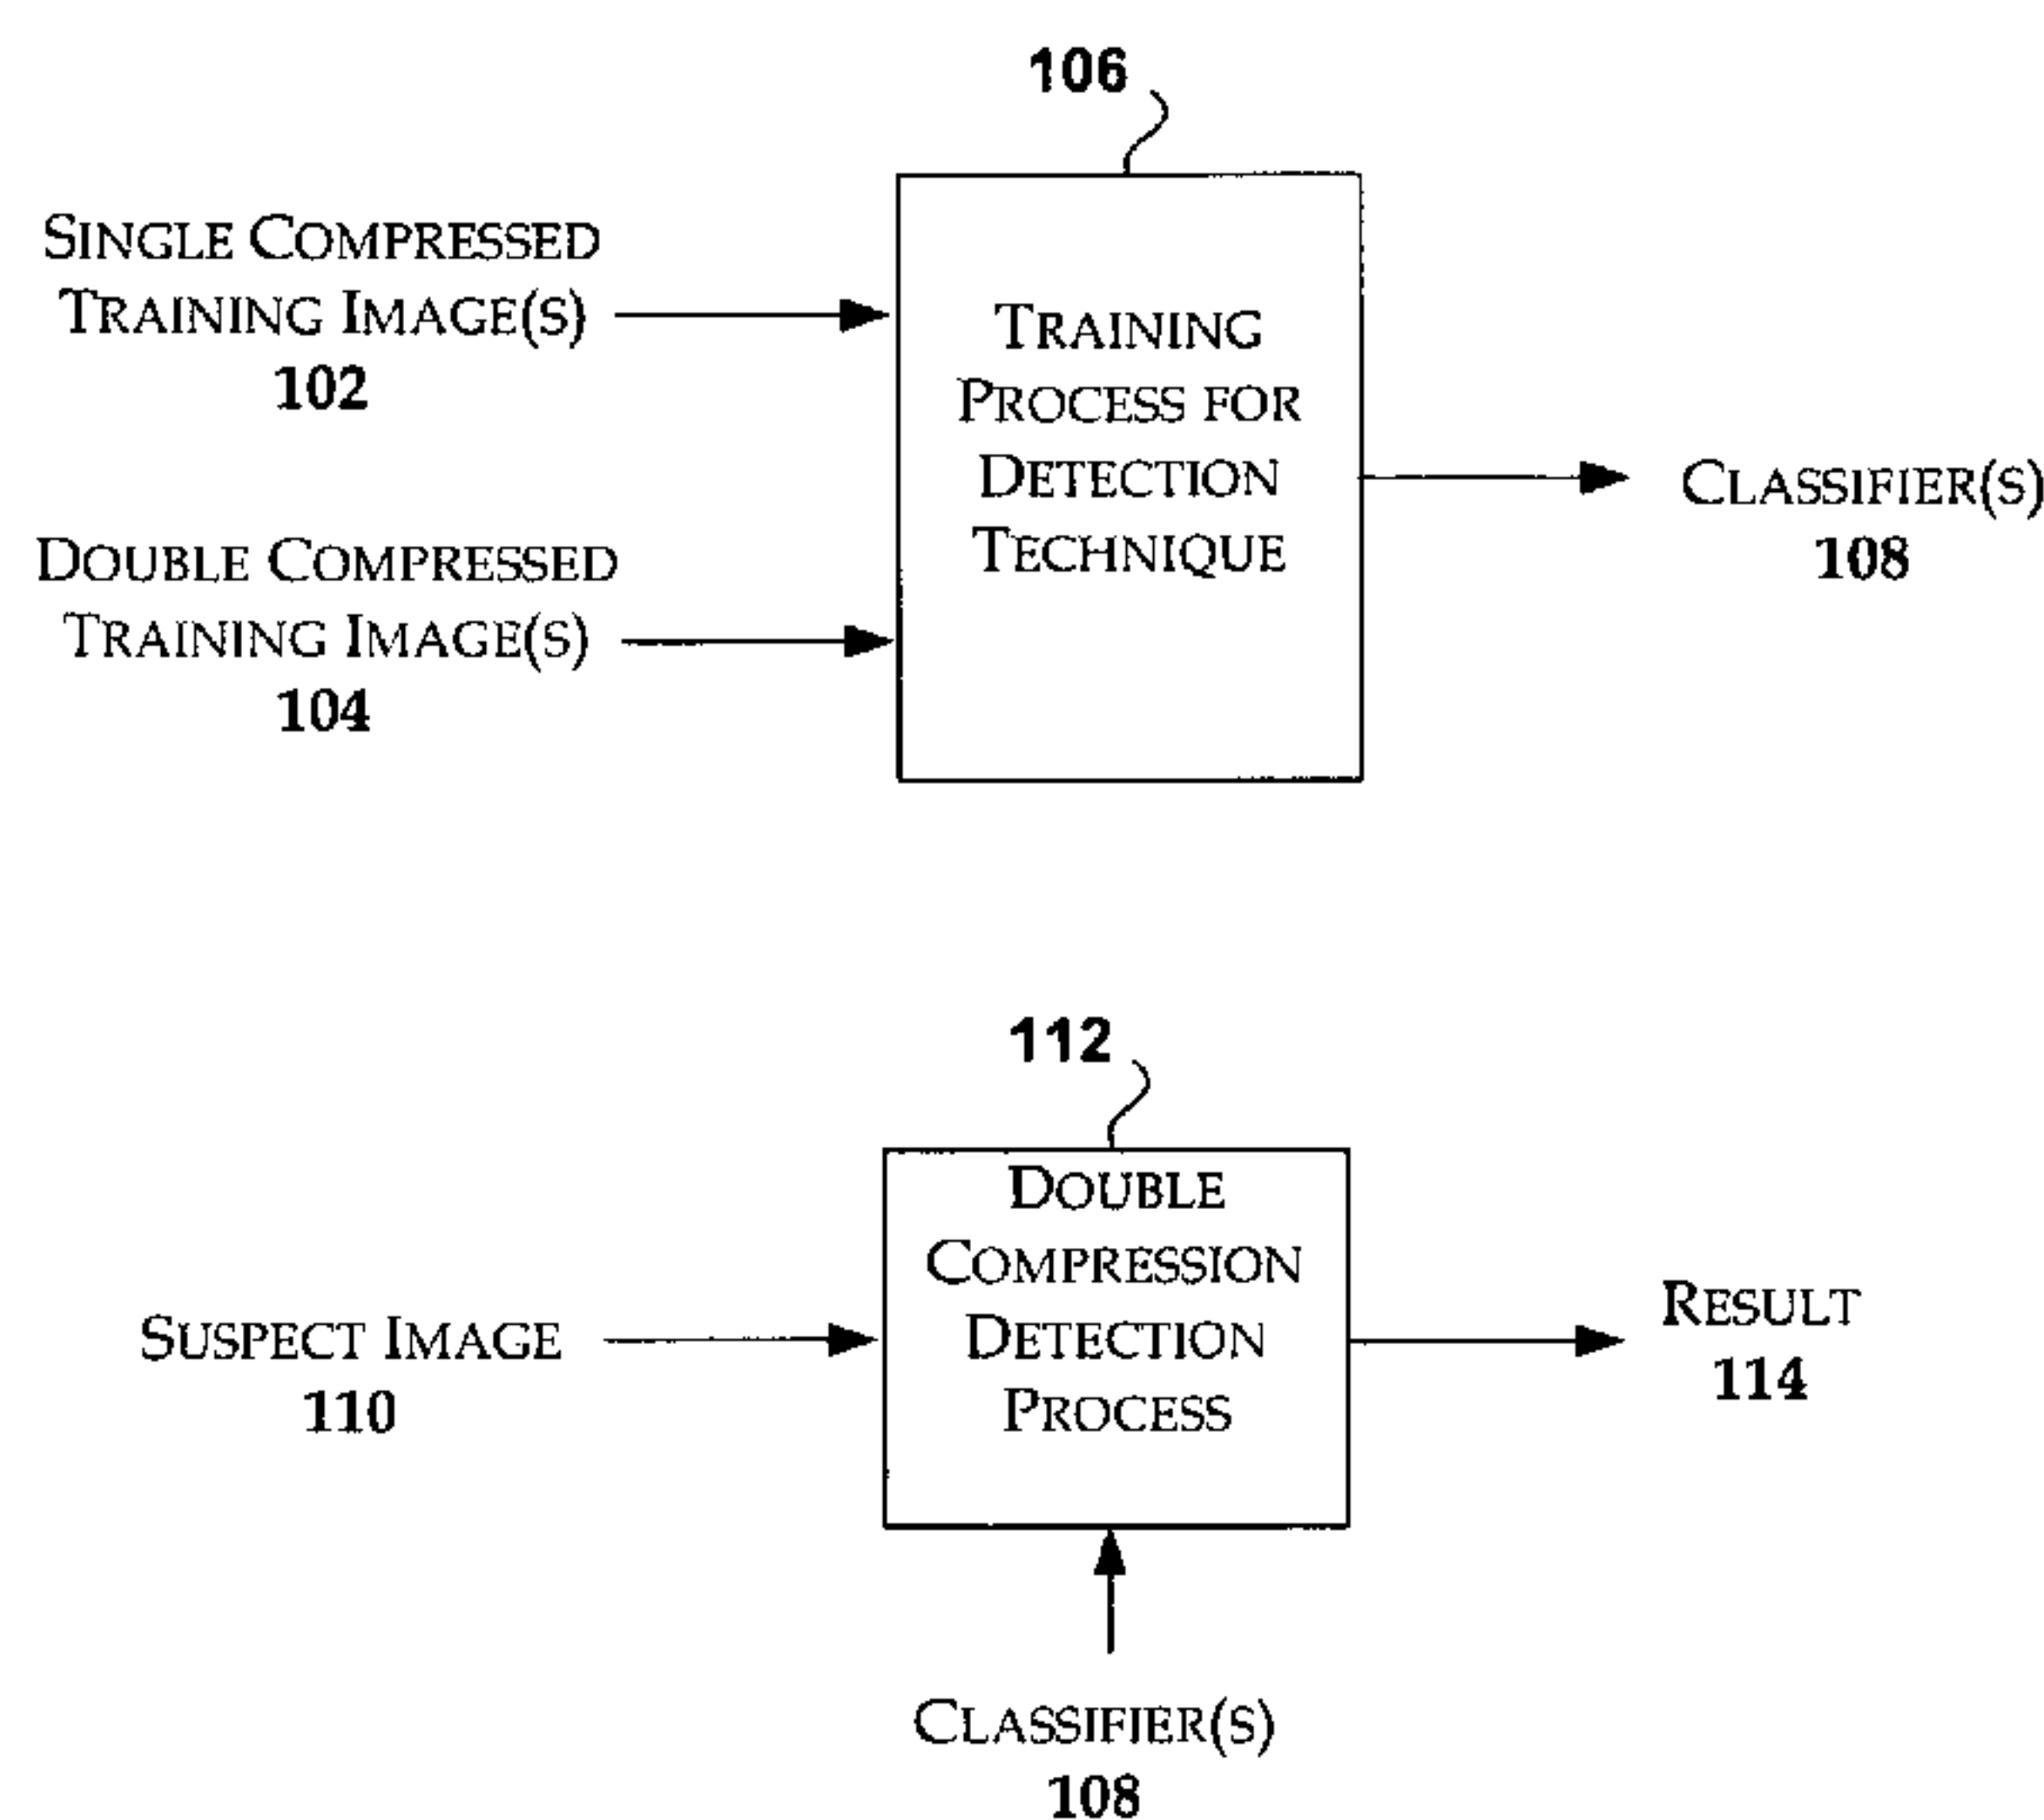 106
SINGLE COMPRESSED
TRAINING IMAGE(S)
102
TRAINING
PROCESS FOR
DETECTION
TECHNIQUE
CLASSIFIER(S)
108
DOUBLE COMPRESSED
TRAINING IMAGE(S)
104
112
DOUBLE
COMPRESSION
DETECTION
PROCESS
SUSPECT IMAGE
110
RESULT
114
CLASSIFIER(S)
108